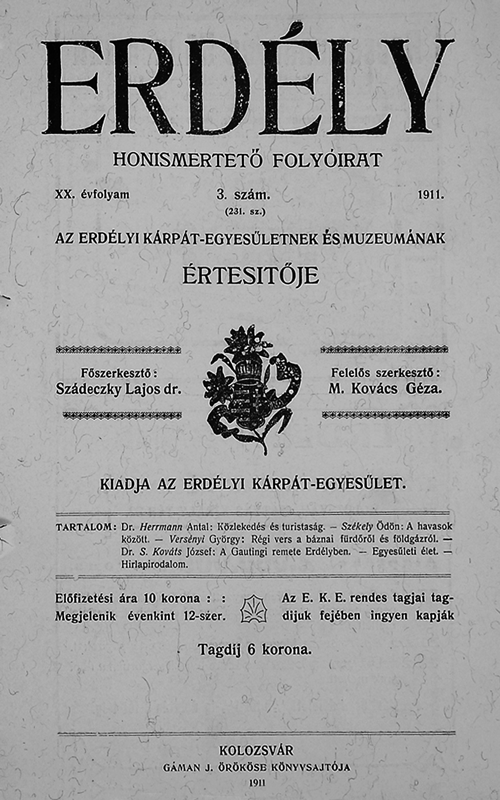 ERDÉLY
HONISMERTETŐ FOLYÓIRAT
XX. évfolyam 3. szám. 1911.
(231. sz.)
AZ ERDÉLYI KÁRPÁT-EGYESÜLETNEK ÉS MUZEUMÁNAK
ÉRTESITŐJE
Főszerkesztő:
Szádeczky Lajos dr.
Felelős szerkesztő:
M. Kovács Géza.
KIADJA AZ ERDÉLYI KÁRPÁT-EGYESÜLET.
TARTALOM: Dr. Herrmann Antal: Közlekedés és turistaság. – Székely Ödön: A havasok
között. — Versényi György: Régi vers a báznai fürdőről és földgázról. —
Dr. S. Kováts József: A Gautingi remete Erdélyben. — Egyesületi élet. —
Hirlapirodalom.
Előfizetési ára 10 korona : :
Megjelenik évenkint 12-szer.
Az E. K. E. rendes tagjai tag-
dijuk fejében ingyen kapják
Tagdíj 6 korona.
KOLOZSVÁR
GÁMÁN J. ÖRÖKÖSE KÖNYVSAJTÓJA
1911